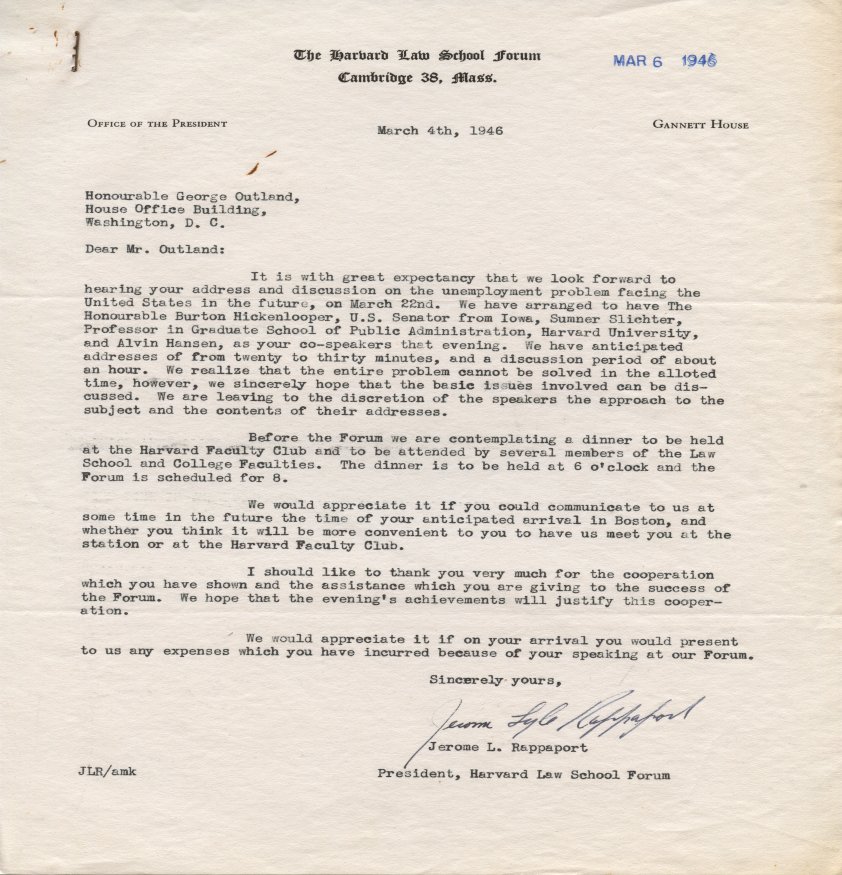 The Harvard Law School Forum
Cambridge 38, Mass.
MAR 6 1946
Office of the President
March 4th, 1946
Gannett House
Honourable George Outland,
House Office Building,
Washington, D. C.
Dear Mr. Outland:
It is with great expectancy that we look forward to
hearing your address and discussion on the unemployment problem facing the
United States in the future, on March 22nd. We have arranged to have The
Honourable Burton Hickenlooper, U.S. Senator from Iowa, Sumner Slichter,
Professor in Graduate School of Public Administration, Harvard University,
and Alvin Hansen, as your co-speakers that evening. We have anticipated
addresses of from twenty to thirty minutes, and a discussion period of about
an hour. We realize that the entire problem cannot be solved in the alloted
time, however, we sincerely hope that the basic issues involved can be dis-
cussed. We are leaving to the discretion of the speakers the approach to the
subject and the contents of their addresses.
Before the Forum we are contemplating a dinner to be held
at the Harvard Faculty Club and to be attended by several members of the Law
School and College Faculties. The dinner is to be held at 6 o'clock and the
Forum is scheduled for 8.
We would appreciate it if you could communicate to us at
some time in the future the time of your anticipated arrival in Boston, and
whether you think it will be more convenient to you to have us meet you at the
station or at the Harvard Faculty Club.
I should like to thank you very much for the cooperation
which you have shown and the assistance which you are giving to the success of
the Forum. We hope that the evening's achievements will justify this cooper-
ation.
We would appreciate it if on your arrival you would present
to us any expenses which you have incurred because of your speaking at our Forum.
Sincerely yours,
Jerome Lyle Rappaport
Jerome L. Rappaport
JLR/amk
President, Harvard Law School Forum